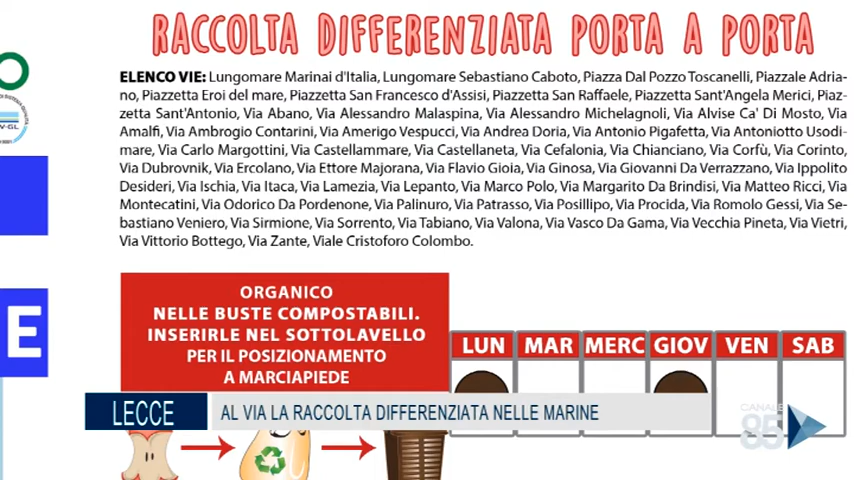 RACCOLTA DIFFERENZIATA PORTA A PORTA
ELENCO VIE: Lungomare Marinai d'Italia, Lungomare Sebastiano Caboto, Piazza Dal Pozzo Toscanelli, Piazzale Adria-
no, Piazzetta Eroi del mare, Piazzetta San Francesco d'Assisi, Piazzetta San Raffaele, Piazzetta Sant'Angela Merici, Piaz-
zetta Sant'Antonio, Via Abano, Via Alessandro Malaspina, Via Alessandro Michelagnoli, Via Alvise Ca' Di Mosto, Via
Amalfi, Via Ambrogio Contarini, Via Amerigo Vespucci, Via Andrea Doria, Via Antonio Pigafetta, Via Antoniotto Usodi-
mare, Via Carlo Margottini, Via Castellammare, Via Castellaneta, Via Cefalonia, Via Chianciano, Via Corfù, Via Corinto,
Via Dubrovnik, Via Ercolano, Via Ettore Majorana, Via Flavio Gioia, Via Ginosa, Via Giovanni Da Verrazzano, Via Ippolito
Desideri, Via Ischia, Via Itaca, Via Lamezia, Via Lepanto, Via Marco Polo, Via Margarito Da Brindisi, Via Matteo Ricci, Via
Montecatini, Via Odorico Da Pordenone, Via Palinuro, Via Patrasso, Via Posillipo, Via Procida, Via Romolo Gessi, Via Se-
bastiano Veniero, Via Sirmione, Via Sorrento, Via Tabiano, Via Valona, Via Vasco Da Gama, Via Vecchia Pineta, Via Vietri,
Via Vittorio Bottego, Via Zante, Viale Cristoforo Colombo.
E
ORGANICO
NELLE BUSTE COMPOSTABILI.
INSERIRLE NEL SOTTOLAVELLO
PER IL POSIZIONAMENTO
A MARCIAPIEDE
LUN MAR MERC GIOV VEN SAB
LECCE AL VIA LA RACCOLTA DIFFERENZIATA NELLE MARINE
CANALE
85